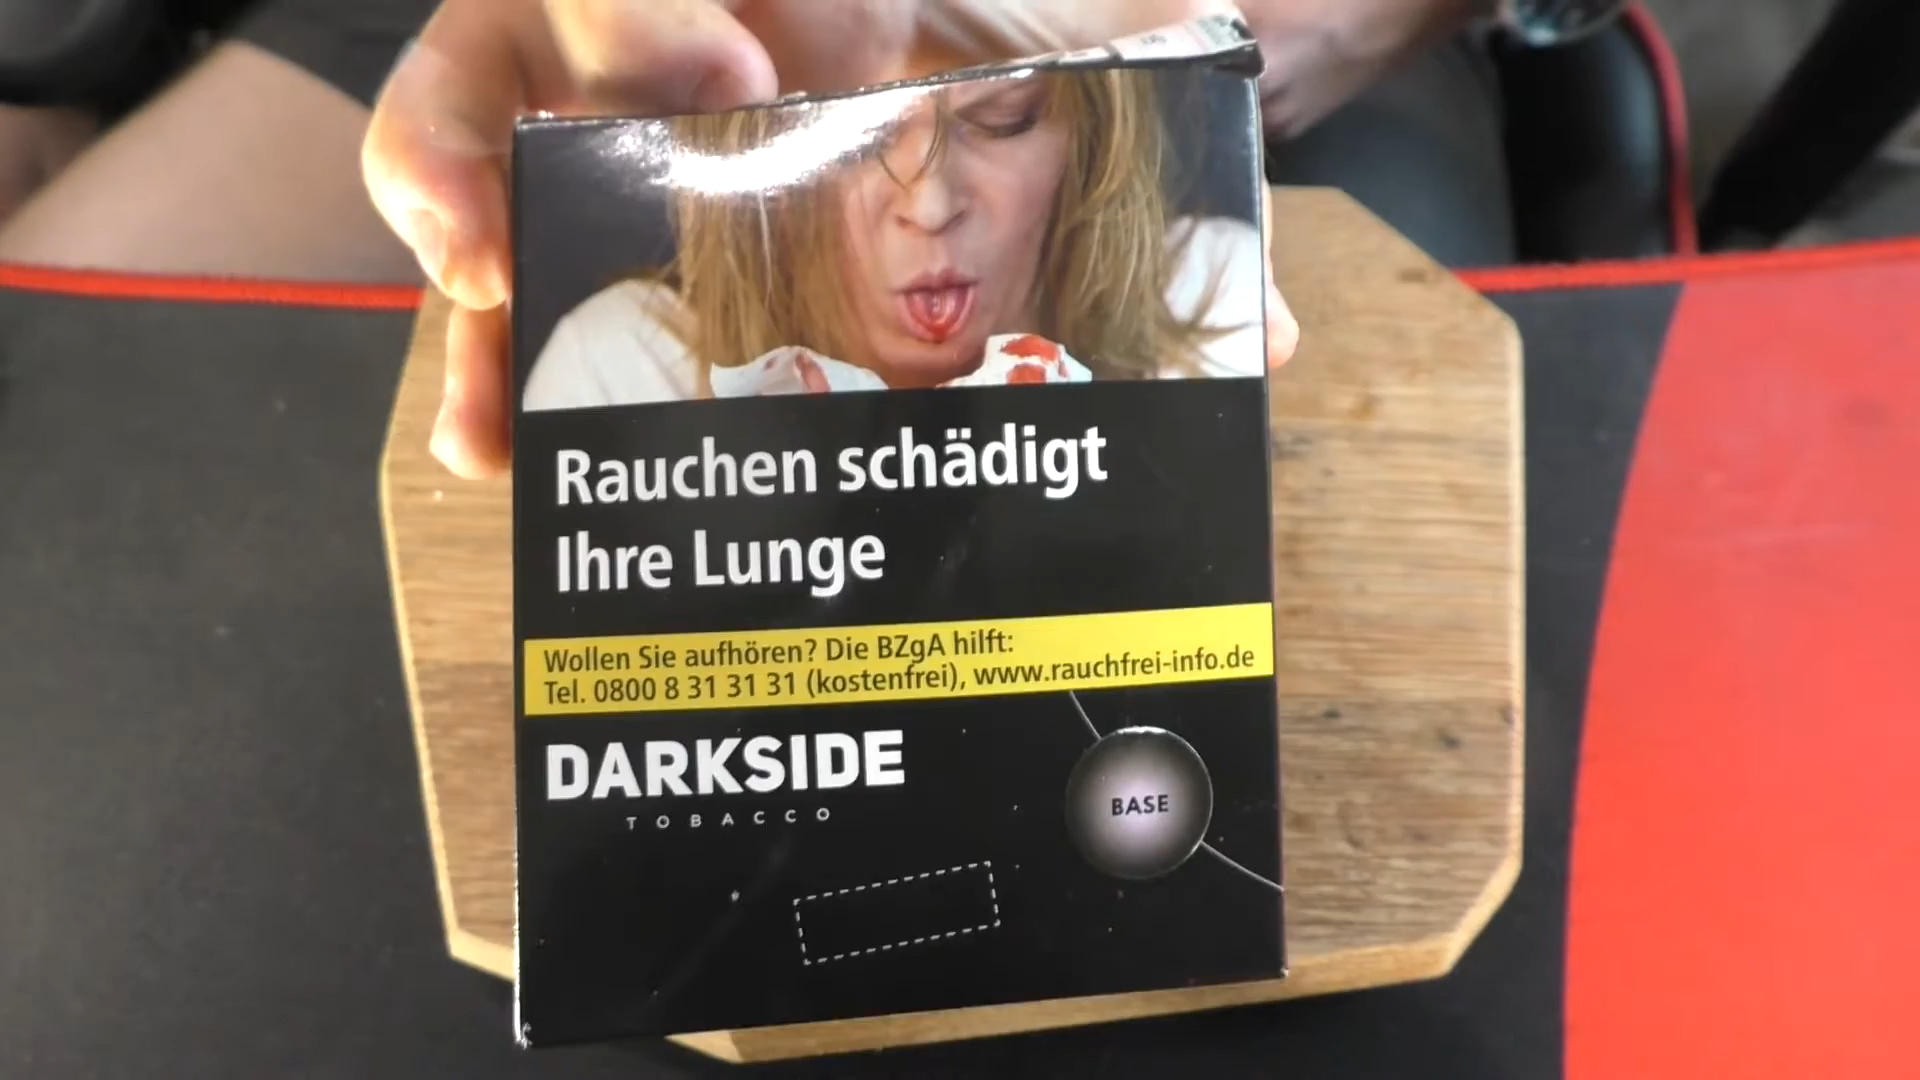 Rauchen schädigt
Ihre Lunge
Wollen Sie aufhören? Die BZgA hilft:
Tel. 0800 8 31 31 31 (kostenfrei), www.rauchfrei-info.de
DARKSIDE
TOBACCO
BASE